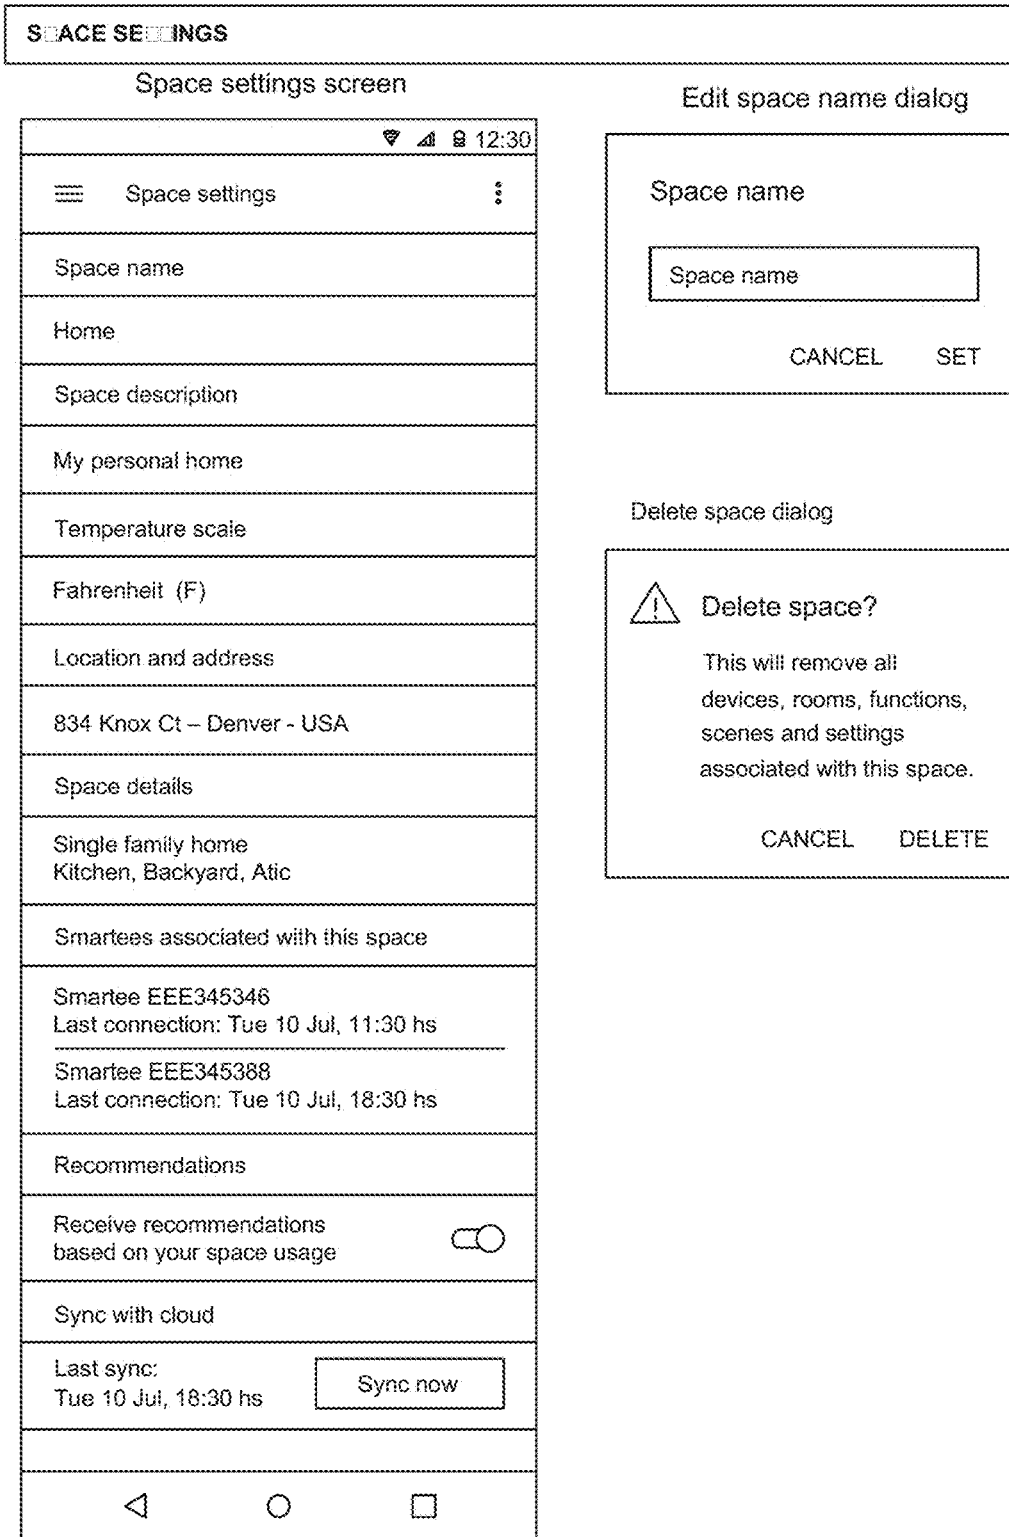 S□ACE SE□□INGS
Space settings screen
12:30
Space settings
Space name
Home
Space description
My personal home
Temperature scale
Fahrenheit (F)
Location and address
834 Knox Ct – Denver - USA
Space details
Single family home
Kitchen, Backyard, Atic
Smartees associated with this space
Smartee EEE345346
Last connection: Tue 10 Jul, 11:30 hs
Smartee EEE345388
Last connection: Tue 10 Jul, 18:30 hs
Recommendations
Receive recommendations
based on your space usage
Sync with cloud
Last sync:
Tue 10 Jul, 18:30 hs
Sync now
Edit space name dialog
Space name
Space name
CANCEL SET
Delete space dialog
Delete space?
This will remove all
devices, rooms, functions,
scenes and settings
associated with this space.
CANCEL DELETE